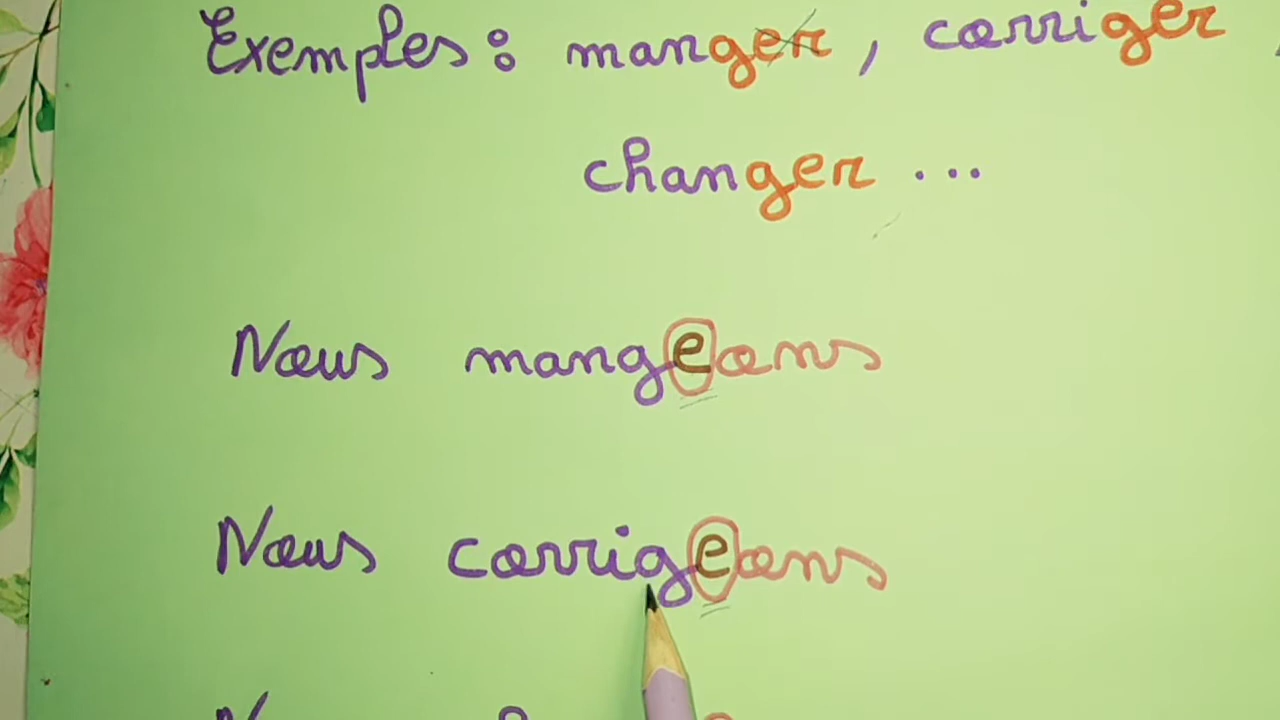 Exemples : manger, corriger,
changer ...
Nous mangeons
Nous corrigeons